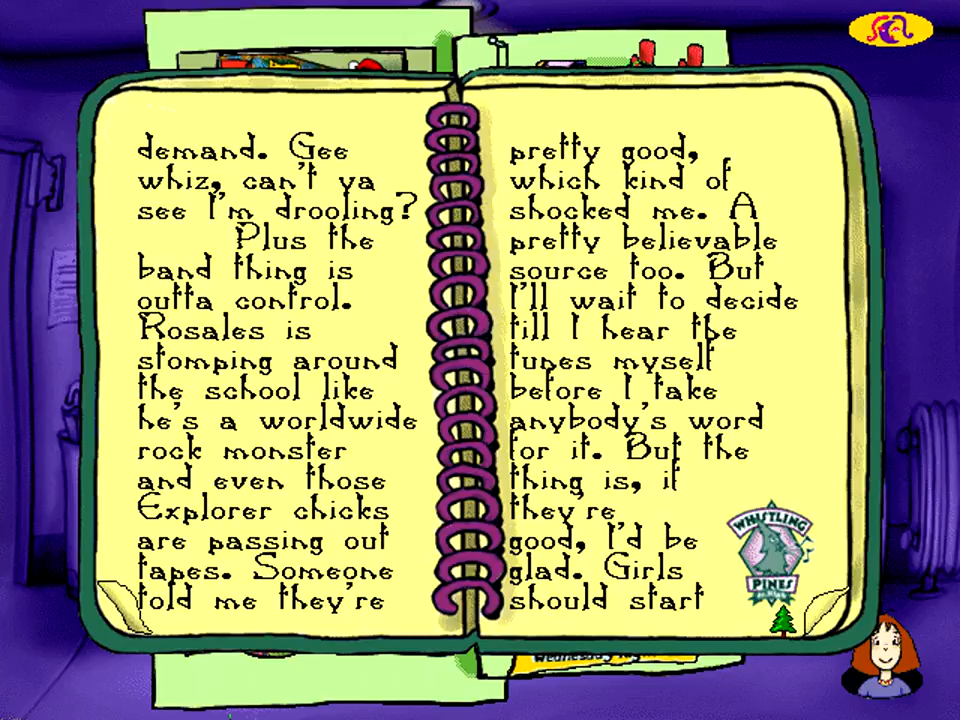 demand. Gee
whiz, can't ya
see I'm drooling?
Plus the
band thing is
outta control.
Rosales is
stomping around
the school like
he's a worldwide
rock monster
and even those
Explorer chicks
are passing out
tapes. Someone
told me they're
pretty good,
which kind of
shocked me. A
pretty believable
source too. But
I'll wait to decide
till I hear the
tunes myself
before I take
anybody's word
for it. But the
thing is, if
they're
good, I'd be
glad. Girls
should start
WHISTLING
PINES